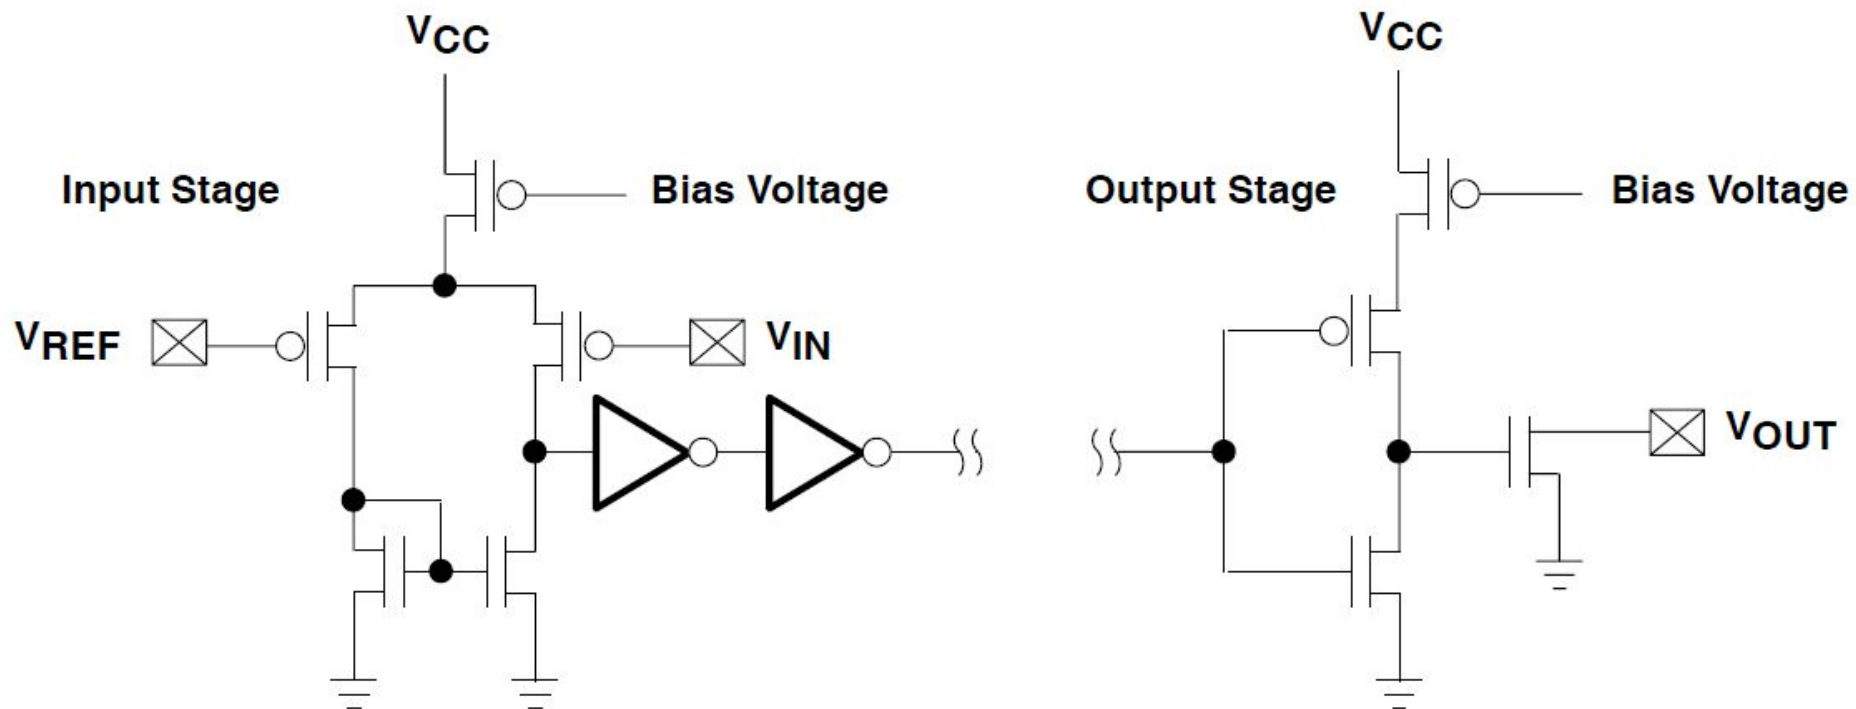 VCC
VCC
Input Stage
Bias Voltage
Output Stage
Bias Voltage
VREF
VIN
VOUT